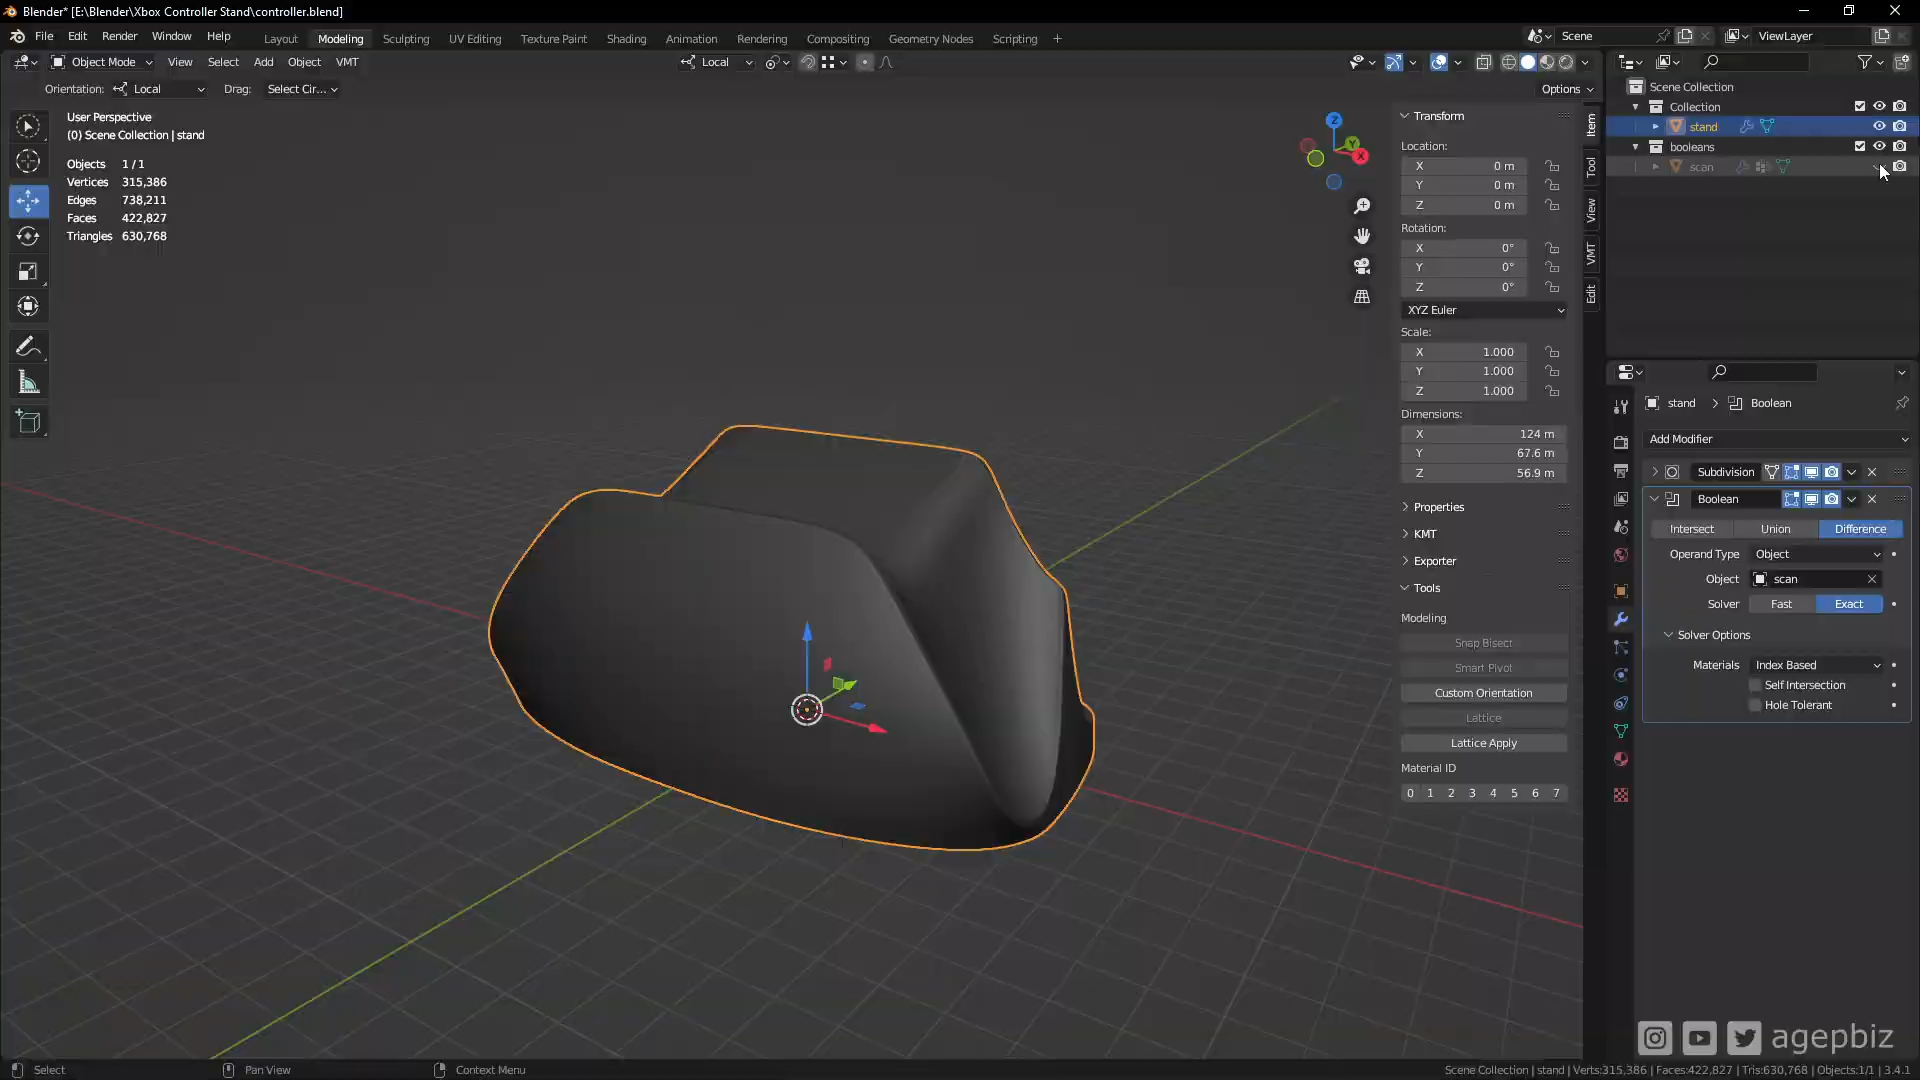 Blender* [E:\Blender\Xbox Controller Stand\controller.blend]
File Edit Render Window Help
Layout Modeling Sculpting UV Editing Texture Paint Shading Animation Rendering Compositing Geometry Nodes Scripting +
Scene ViewLayer
Object Mode View Select Add Object VMT
Local
Orientation: Local Drag: Select Cir... Options
User Perspective
(0) Scene Collection | stand
Objects 1/1
Vertices 315,386
Edges 738,211
Faces 422,827
Triangles 630,768
Z
Y
X
Transform
Location:
X 0 m
Y 0 m
Z 0 m
Rotation:
X 0°
Y 0°
Z 0°
XYZ Euler
Scale:
X 1.000
Y 1.000
Z 1.000
Dimensions:
X 124 m
Y 67.6 m
Z 56.9 m
Properties
KMT
Exporter
Tools
Modeling
Snap Bisect
Smart Pivot
Custom Orientation
Lattice
Lattice Apply
Material ID
0 1 2 3 4 5 6 7
Item
Tool
View
VMT
Edit
Scene Collection
Collection
stand
booleans
scan
stand > Boolean
Add Modifier
Subdivision
Boolean
Intersect Union Difference
Operand Type Object
Object scan
Solver Fast Exact
Solver Options
Materials Index Based
Self Intersection
Hole Tolerant
agepbiz
Select Pan View Context Menu
Scene Collection | stand | Verts:315,386 | Faces:422,827 | Tris:630,768 | Objects:1/1 | 3.4.1